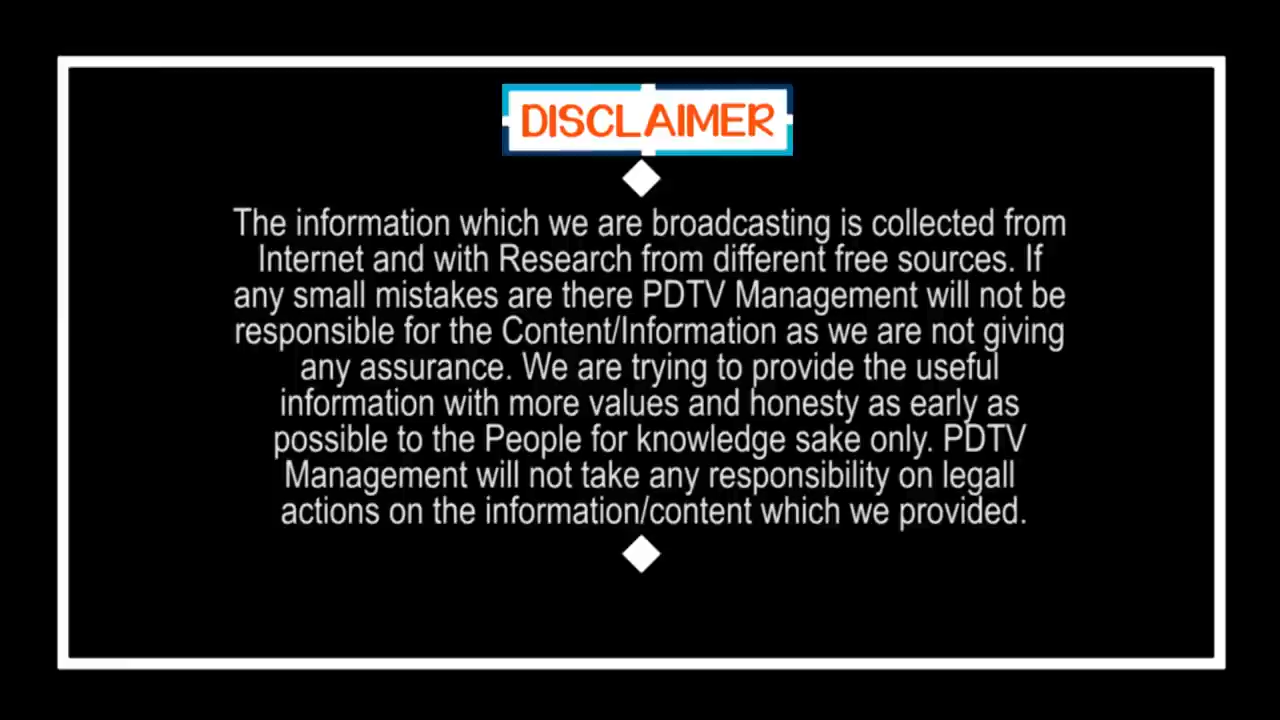 DISCLAIMER
The information which we are broadcasting is collected from
Internet and with Research from different free sources. If
any small mistakes are there PDTV Management will not be
responsible for the Content/Information as we are not giving
any assurance. We are trying to provide the useful
information with more values and honesty as early as
possible to the People for knowledge sake only. PDTV
Management will not take any responsibility on legall
actions on the information/content which we provided.